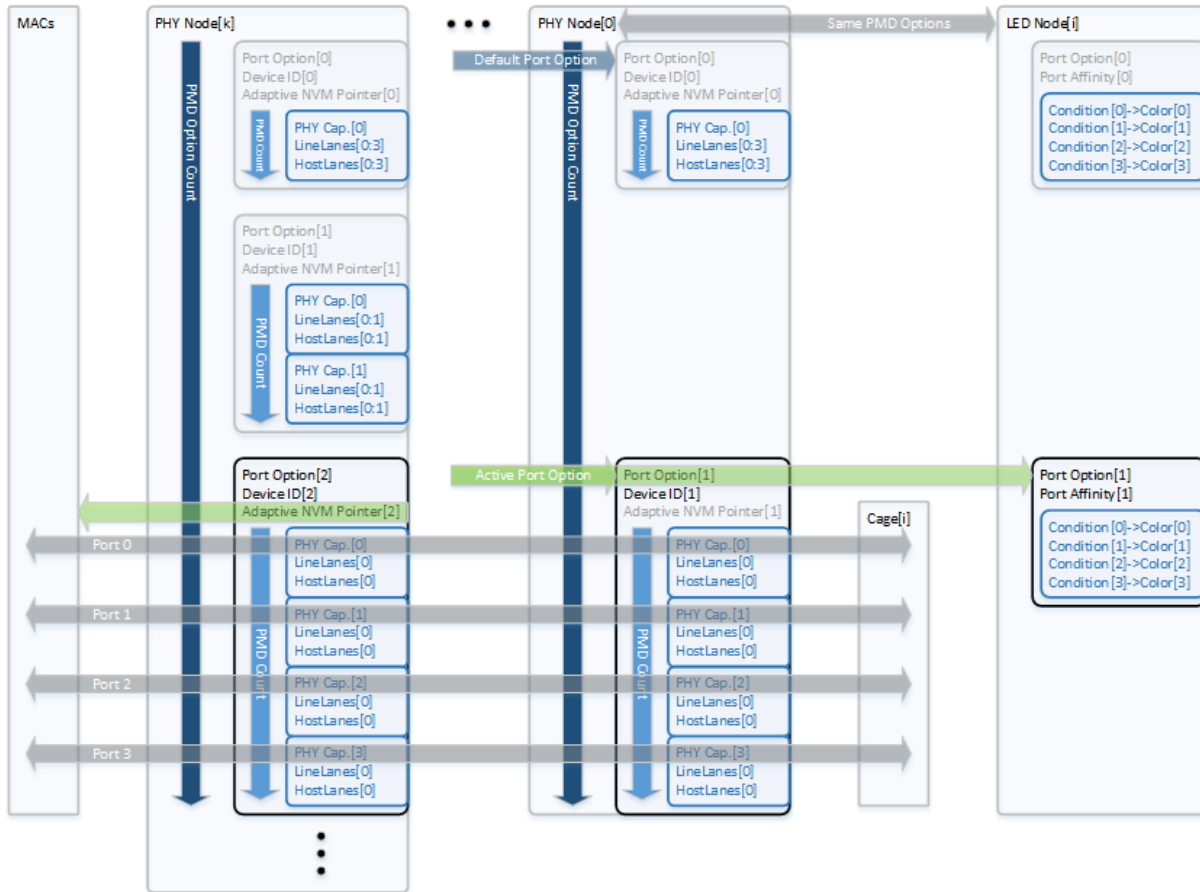 MACs
PHY Node[k]
PMD Option Count
Port Option[0]
Device ID[0]
Adaptive NVM Pointer[0]
PMD Count
PHY Cap.[0]
LineLanes[0:3]
HostLanes[0:3]
Port Option[1]
Device ID[1]
Adaptive NVM Pointer[1]
PMD Count
PHY Cap.[0]
LineLanes[0:1]
HostLanes[0:1]
PHY Cap.[1]
LineLanes[0:1]
HostLanes[0:1]
Port Option[2]
Device ID[2]
Adaptive NVM Pointer[2]
PMD Count
Port 0
PHY Cap.[0]
LineLanes[0]
HostLanes[0]
Port 1
PHY Cap.[1]
LineLanes[0]
HostLanes[0]
Port 2
PHY Cap.[2]
LineLanes[0]
HostLanes[0]
Port 3
PHY Cap.[3]
LineLanes[0]
HostLanes[0]
PHY Node[0]
Same PMD Options
Default Port Option
PMD Option Count
Port Option[0]
Device ID[0]
Adaptive NVM Pointer[0]
PMD Count
PHY Cap.[0]
LineLanes[0:3]
HostLanes[0:3]
Active Port Option
Port Option[1]
Device ID[1]
Adaptive NVM Pointer[1]
PMD Count
PHY Cap.[0]
LineLanes[0]
HostLanes[0]
PHY Cap.[1]
LineLanes[0]
HostLanes[0]
PHY Cap.[2]
LineLanes[0]
HostLanes[0]
PHY Cap.[3]
LineLanes[0]
HostLanes[0]
Cage[i]
LED Node[i]
Port Option[0]
Port Affinity[0]
Condition[0]->Color[0]
Condition[1]->Color[1]
Condition[2]->Color[2]
Condition[3]->Color[3]
Port Option[1]
Port Affinity[1]
Condition[0]->Color[0]
Condition[1]->Color[1]
Condition[2]->Color[2]
Condition[3]->Color[3]